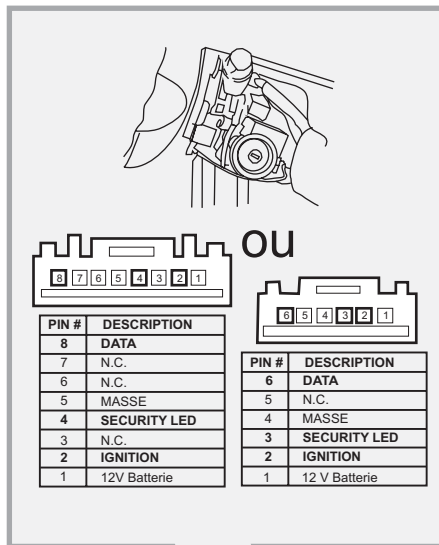 ou
8 7 6 5 4 3 2 1
6 5 4 3 2 1
PIN # DESCRIPTION
8 DATA
7 N.C.
6 N.C.
5 MASSE
4 SECURITY LED
3 N.C.
2 IGNITION
1 12V Batterie
PIN # DESCRIPTION
6 DATA
5 N.C.
4 MASSE
3 SECURITY LED
2 IGNITION
1 12 V Batterie